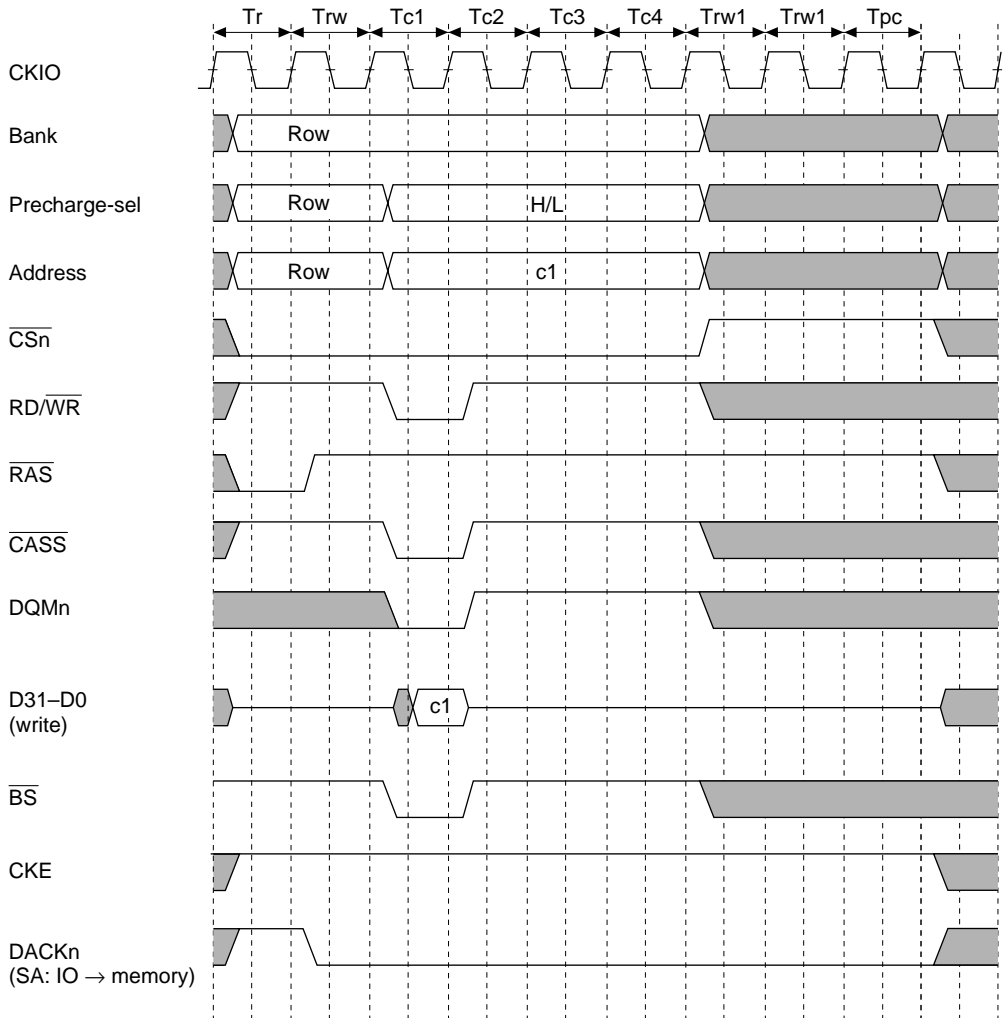 Tr Trw Tc1 Tc2 Tc3 Tc4 Trw1 Trw1 Tpc
CKIO
Bank Row
Precharge-sel Row H/L
Address Row c1
CSn
RD/WR
RAS
CASS
DQMn
D31–D0 c1
(write)
BS
CKE
DACKn
(SA: IO → memory)